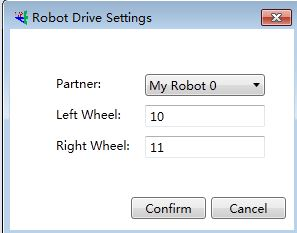 Robot Drive Settings
Partner: My Robot 0
Left Wheel: 10
Right Wheel: 11
Confirm Cancel